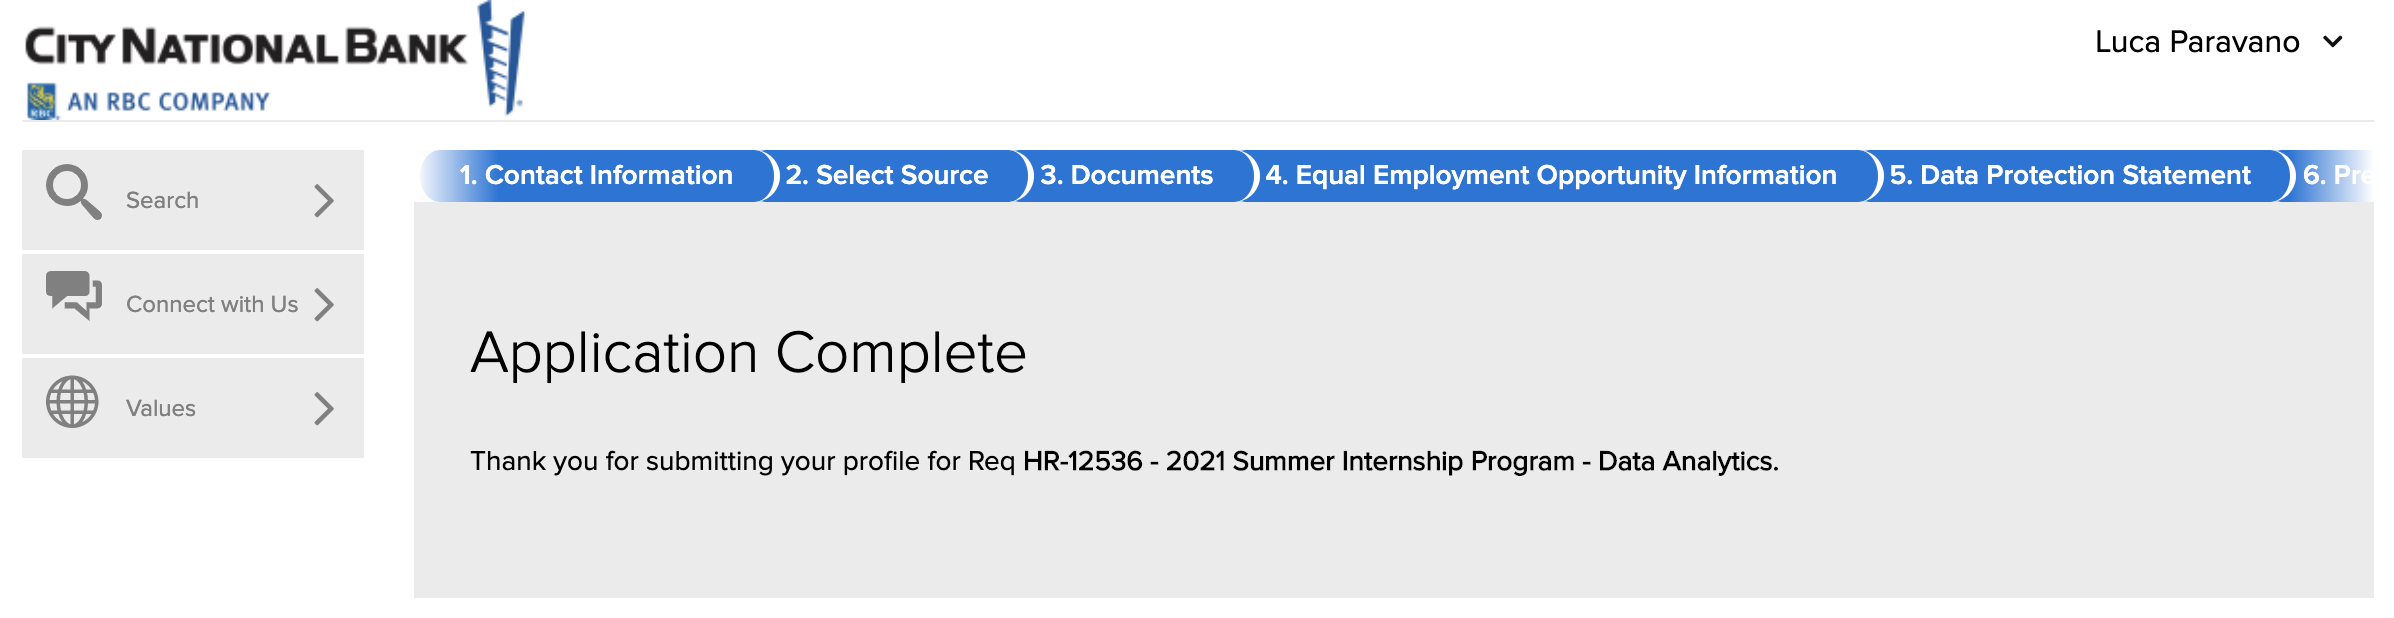 CITY NATIONAL BANK
RBC
AN RBC COMPANY
Luca Paravano
Search
Connect with Us
Values
1. Contact Information
2. Select Source
3. Documents
4. Equal Employment Opportunity Information
5. Data Protection Statement
6. Pre
Application Complete
Thank you for submitting your profile for Req HR-12536 - 2021 Summer Internship Program - Data Analytics.